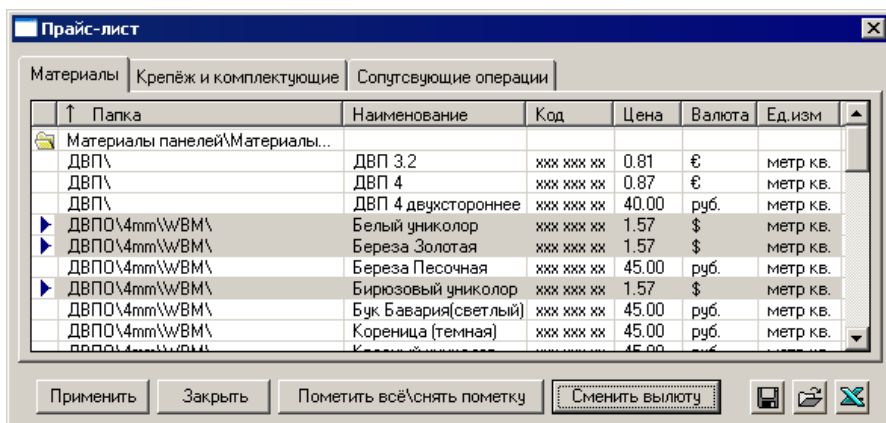 Прайс-лист
Материалы Крепёж и комплектующие Сопутсвующие операции
↑ Папка Наименование Код Цена Валюта Ед.изм
Материалы панелей\Материалы...
ДВП\ ДВП 3.2 xxx xxx xx 0.81 € метр кв.
ДВП\ ДВП 4 xxx xxx xx 0.87 € метр кв.
ДВП\ ДВП 4 двухстороннее xxx xxx xx 40.00 руб. метр кв.
ДВПО\4mm\WBM\ Белый униколор xxx xxx xx 1.57 $ метр кв.
ДВПО\4mm\WBM\ Береза Золотая xxx xxx xx 1.57 $ метр кв.
ДВПО\4mm\WBM\ Береза Песочная xxx xxx xx 45.00 руб. метр кв.
ДВПО\4mm\WBM\ Бирюзовый униколор xxx xxx xx 1.57 $ метр кв.
ДВПО\4mm\WBM\ Бук Бавария(светлый) xxx xxx xx 45.00 руб. метр кв.
ДВПО\4mm\WBM\ Кореница (темная) xxx xxx xx 45.00 руб. метр кв.
Применить Закрыть Пометить всё\снять пометку Сменить вылюту